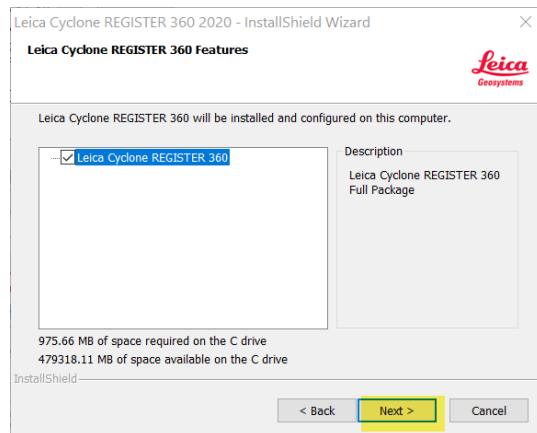 Leica Cyclone REGISTER 360 2020 - InstallShield Wizard
Leica Cyclone REGISTER 360 Features
Leica
Geosystems
Leica Cyclone REGISTER 360 will be installed and configured on this computer.
Leica Cyclone REGISTER 360
Description
Leica Cyclone REGISTER 360
Full Package
975.66 MB of space required on the C drive
479318.11 MB of space available on the C drive
InstallShield
< Back Next > Cancel